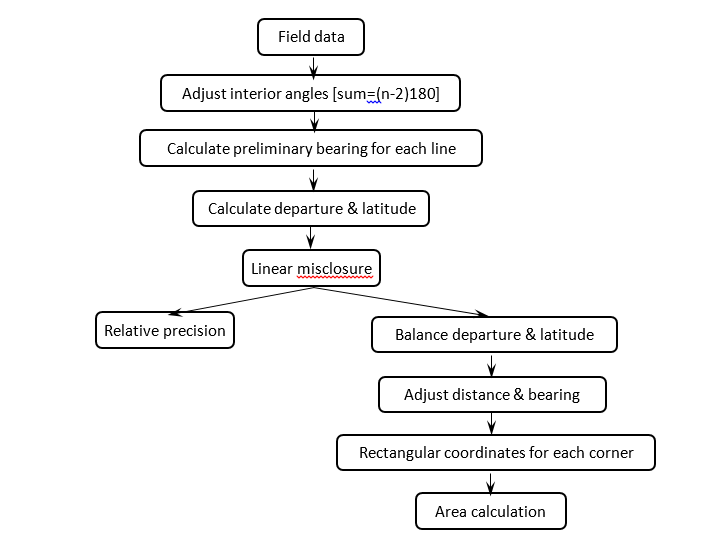 Field data
Adjust interior angles [sum=(n-2)180]
Calculate preliminary bearing for each line
Calculate departure & latitude
Linear misclosure
Relative precision
Balance departure & latitude
Adjust distance & bearing
Rectangular coordinates for each corner
Area calculation